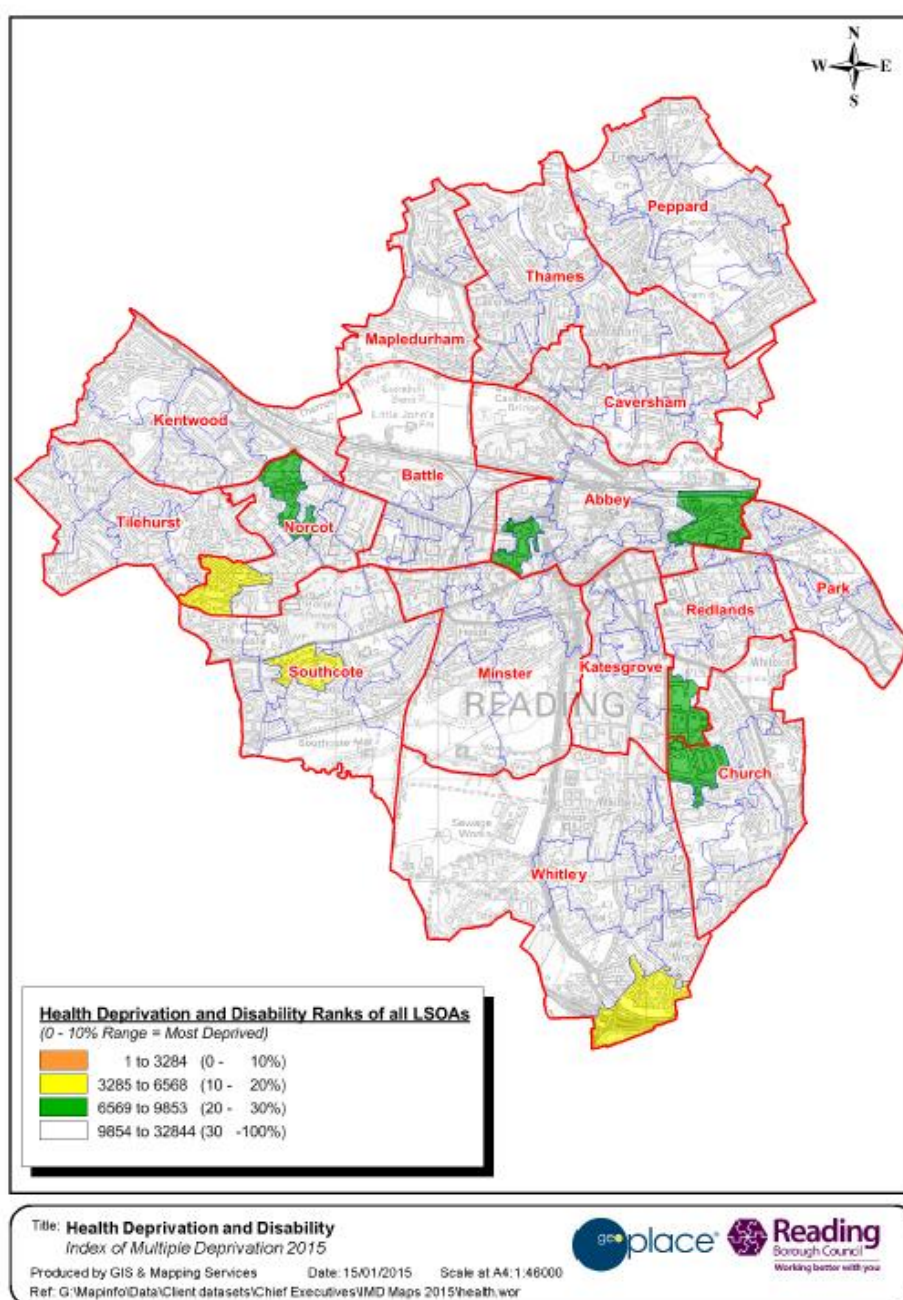 N
W E
S
Peppard
Thames
Mapledurham
Caversham
Kentwood
Battle
Abbey
Tilehurst
Norcot
Park
Redlands
Southcote
Minster
Katesgrove
READING
Church
Sewage
Works
Whitley
Health Deprivation and Disability Ranks of all LSOAs
(0 - 10% Range = Most Deprived)
1 to 3284 (0 - 10%)
3285 to 6568 (10 - 20%)
6569 to 9853 (20 - 30%)
9854 to 32844 (30 -100%)
Title: Health Deprivation and Disability
Index of Multiple Deprivation 2015
Produced by GIS & Mapping Services Date: 15/01/2015 Scale at A4: 1:46000
Ref: G:\Mapinfo\Data\Client datasets\Chief Executives\IMD Maps 2015\health.wor
geoplace
Reading
Borough Council
Working better with you